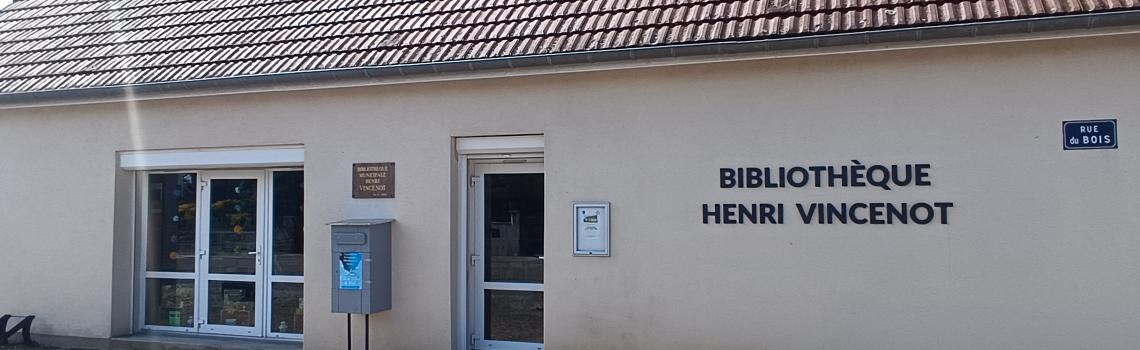 BIBLIOTHÈQUE
MUNICIPALE
HENRI
VINCENOT
BIBLIOTHÈQUE
HENRI VINCENOT
RUE
du BOIS